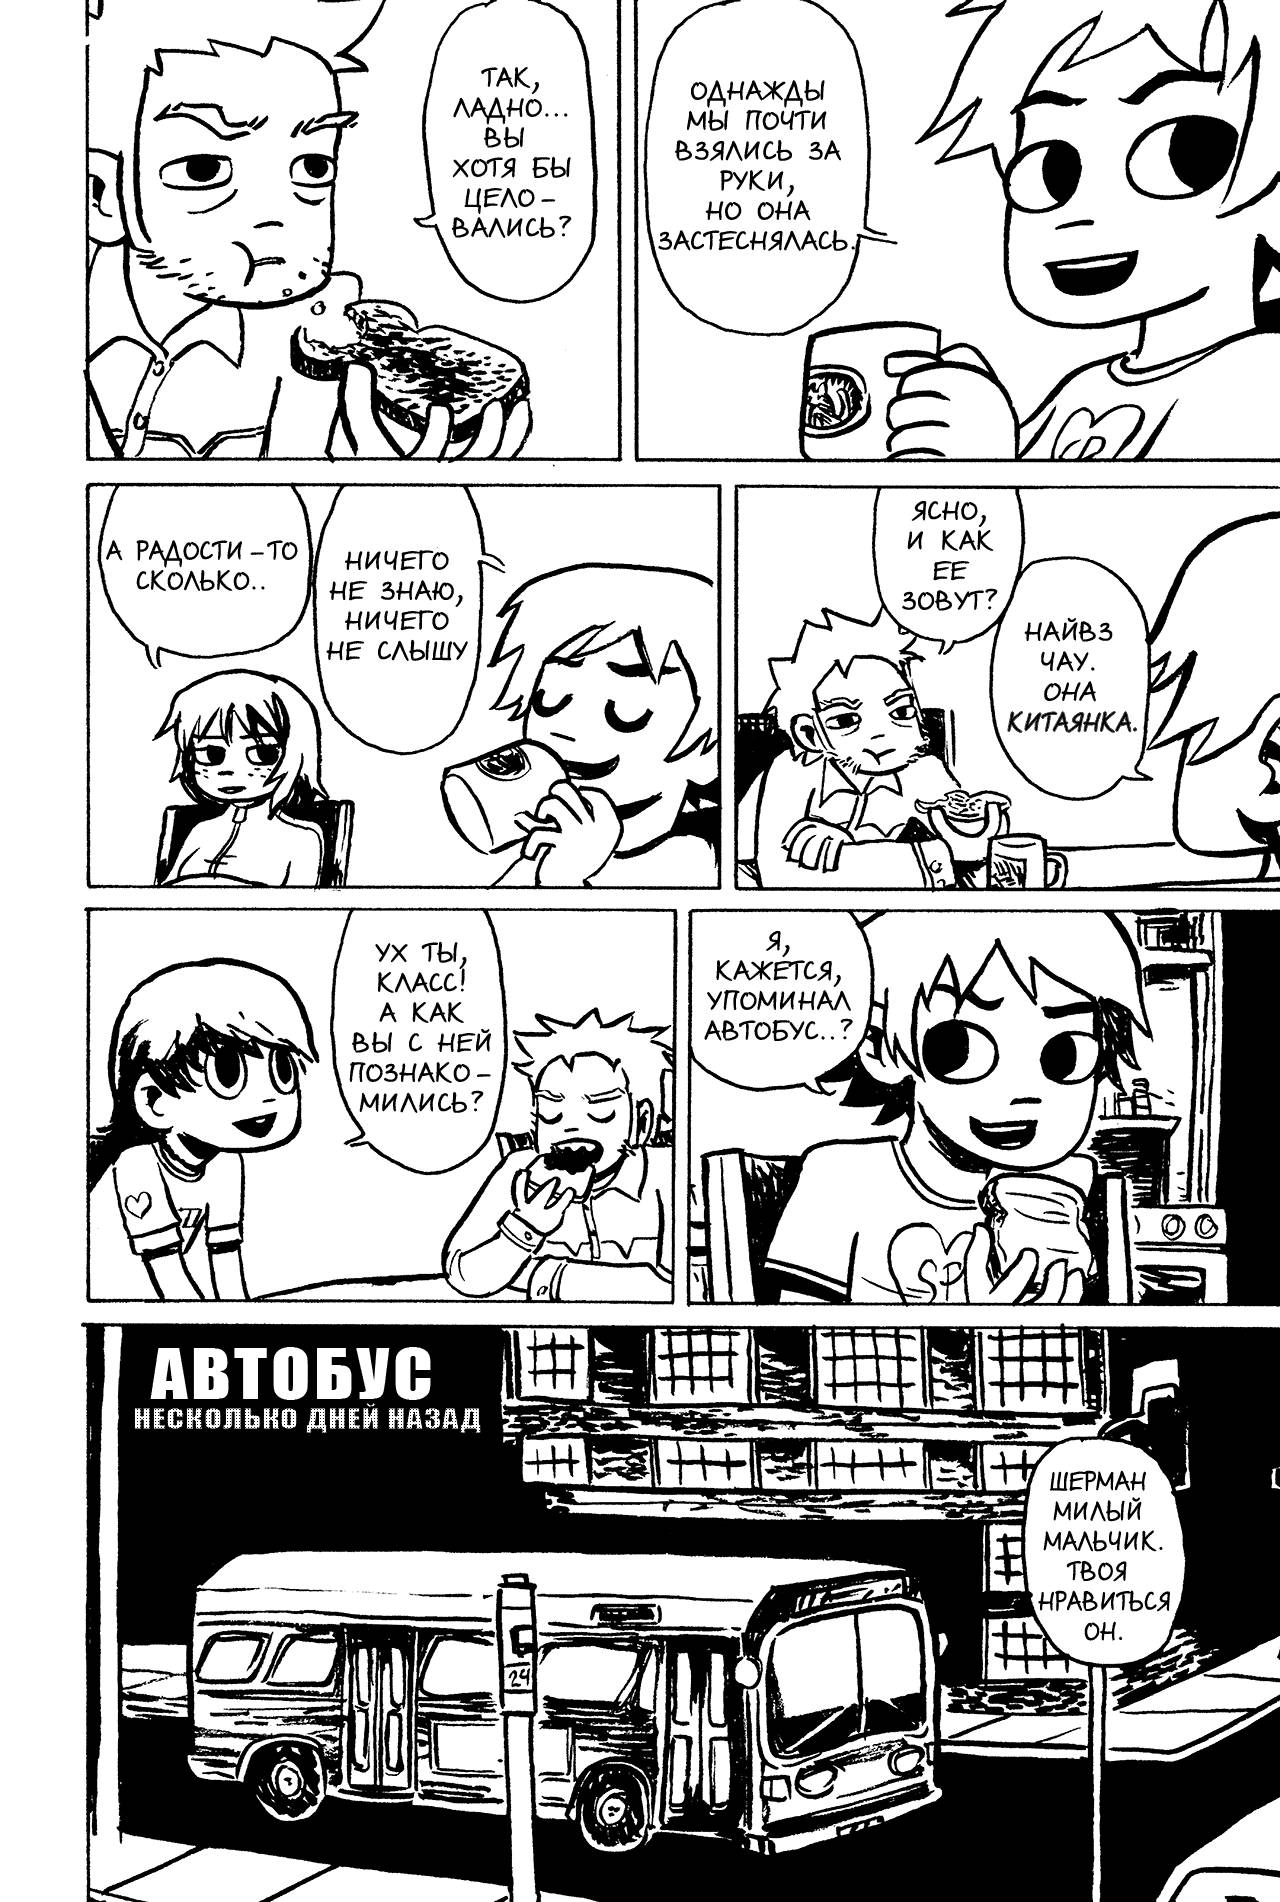 ТАК,
ЛАДНО...
ВЫ
ХОТЯ БЫ
ЦЕЛО-
ВАЛИСЬ?
ОДНАЖДЫ
МЫ ПОЧТИ
ВЗЯЛИСЬ ЗА
РУКИ,
НО ОНА
ЗАСТЕСНЯЛАСЬ.
А РАДОСТИ-ТО
СКОЛЬКО..
НИЧЕГО
НЕ ЗНАЮ,
НИЧЕГО
НЕ СЛЫШУ
ЯСНО,
И КАК
ЕЕ
ЗОВУТ?
НАЙВЗ
ЧАУ.
ОНА
КИТАЯНКА.
УХ ТЫ,
КЛАСС!
А КАК
ВЫ С НЕЙ
ПОЗНАКО-
МИЛИСЬ?
Я,
КАЖЕТСЯ,
УПОМИНАЛ
АВТОБУС..?
SP
АВТОБУС
НЕСКОЛЬКО ДНЕЙ НАЗАД
ШЕРМАН
МИЛЫЙ
МАЛЬЧИК.
ТВОЯ
НРАВИТЬСЯ
ОН.
24